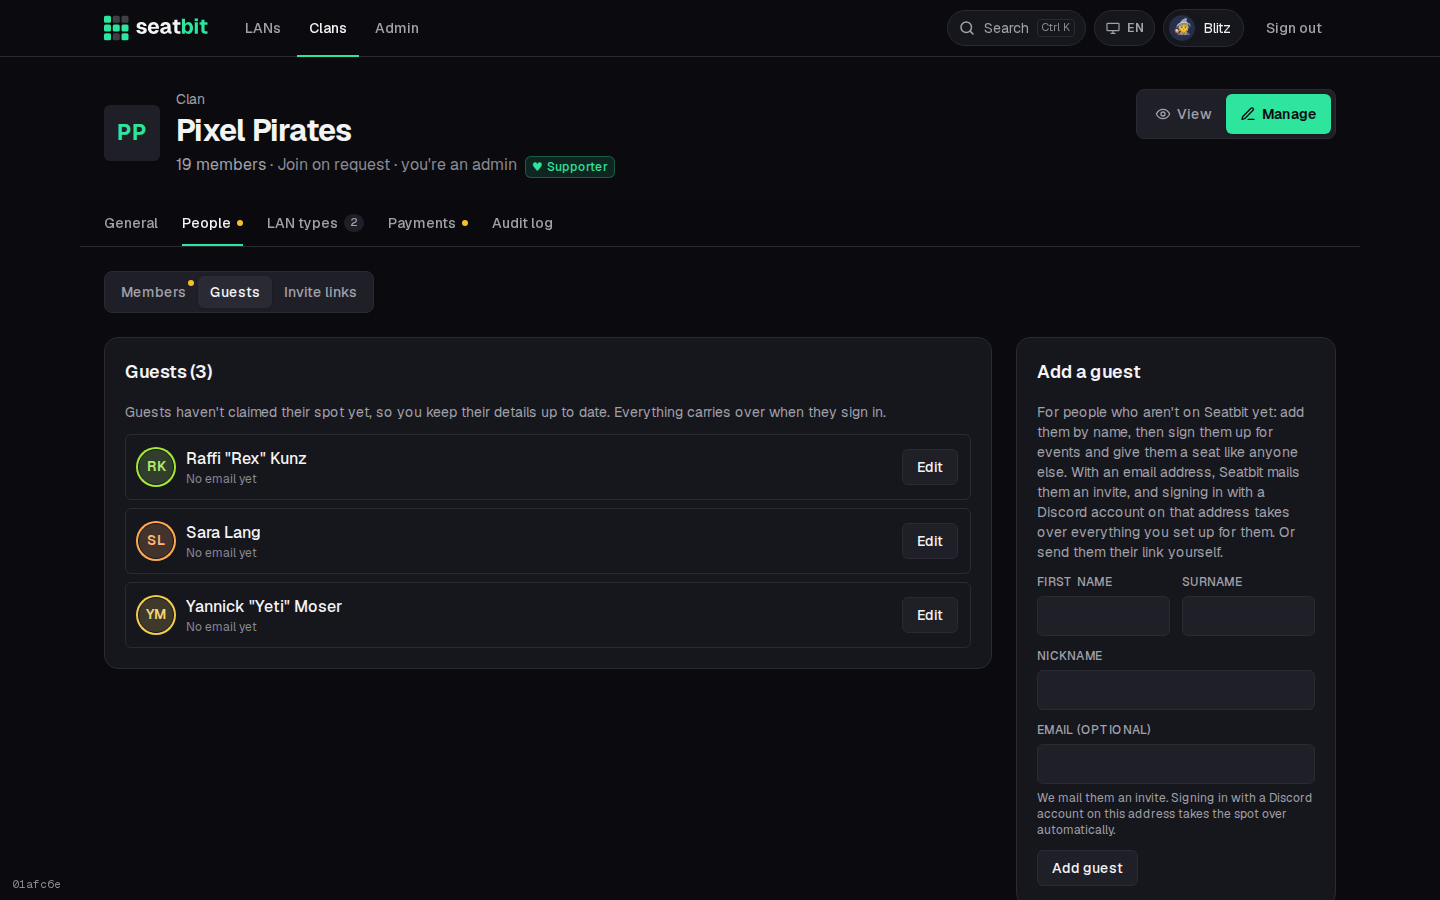 seatbit
LANs
Clans
Admin
Search
Ctrl K
EN
Blitz
Sign out
PP
Clan
Pixel Pirates
19 members · Join on request · you're an admin
♥ Supporter
View
Manage
General
People
LAN types
2
Payments
Audit log
Members
Guests
Invite links
Guests (3)
Guests haven't claimed their spot yet, so you keep their details up to date. Everything carries over when they sign in.
RK
Raffi "Rex" Kunz
No email yet
Edit
SL
Sara Lang
No email yet
Edit
YM
Yannick "Yeti" Moser
No email yet
Edit
Add a guest
For people who aren't on Seatbit yet: add
them by name, then sign them up for
events and give them a seat like anyone
else. With an email address, Seatbit mails
them an invite, and signing in with a
Discord account on that address takes
over everything you set up for them. Or
send them their link yourself.
FIRST NAME
SURNAME
NICKNAME
EMAIL (OPTIONAL)
We mail them an invite. Signing in with a Discord
account on this address takes the spot over
automatically.
Add guest
01afc6e